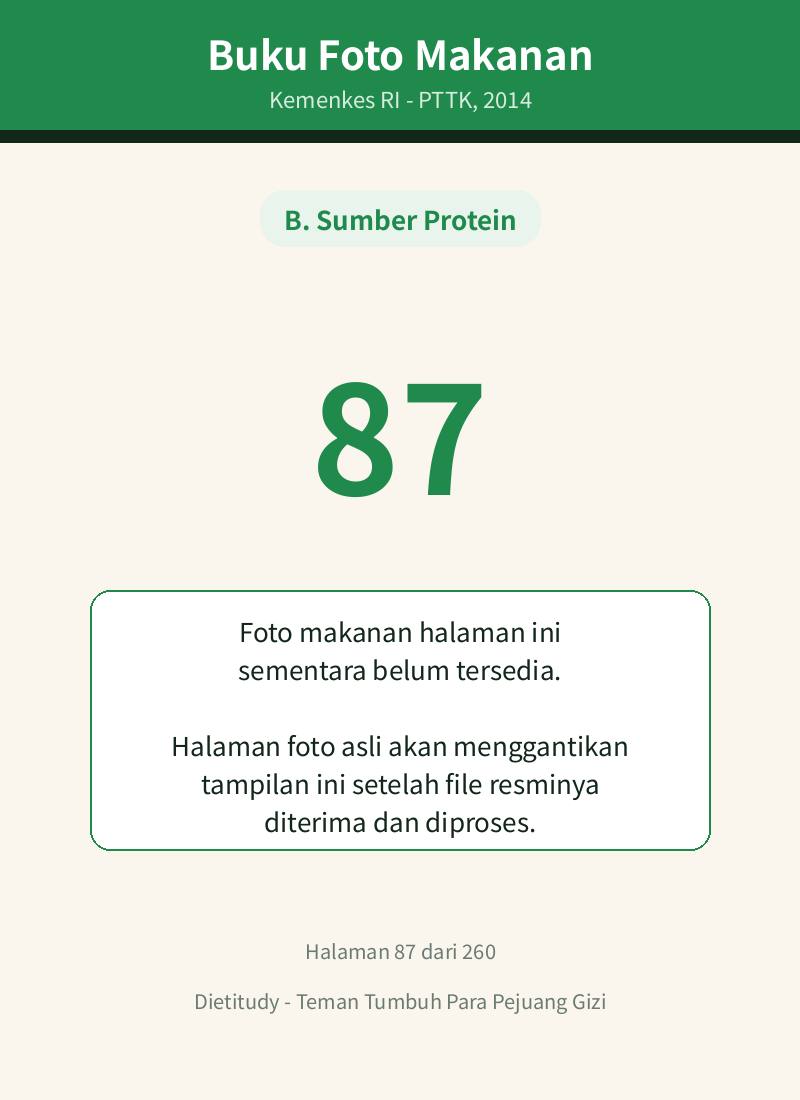 Buku Foto Makanan
Kemenkes RI - PTTK, 2014
B. Sumber Protein
87
Foto makanan halaman ini
sementara belum tersedia.
Halaman foto asli akan menggantikan
tampilan ini setelah file resminya
diterima dan diproses.
Halaman 87 dari 260
Dietitudy - Teman Tumbuh Para Pejuang Gizi